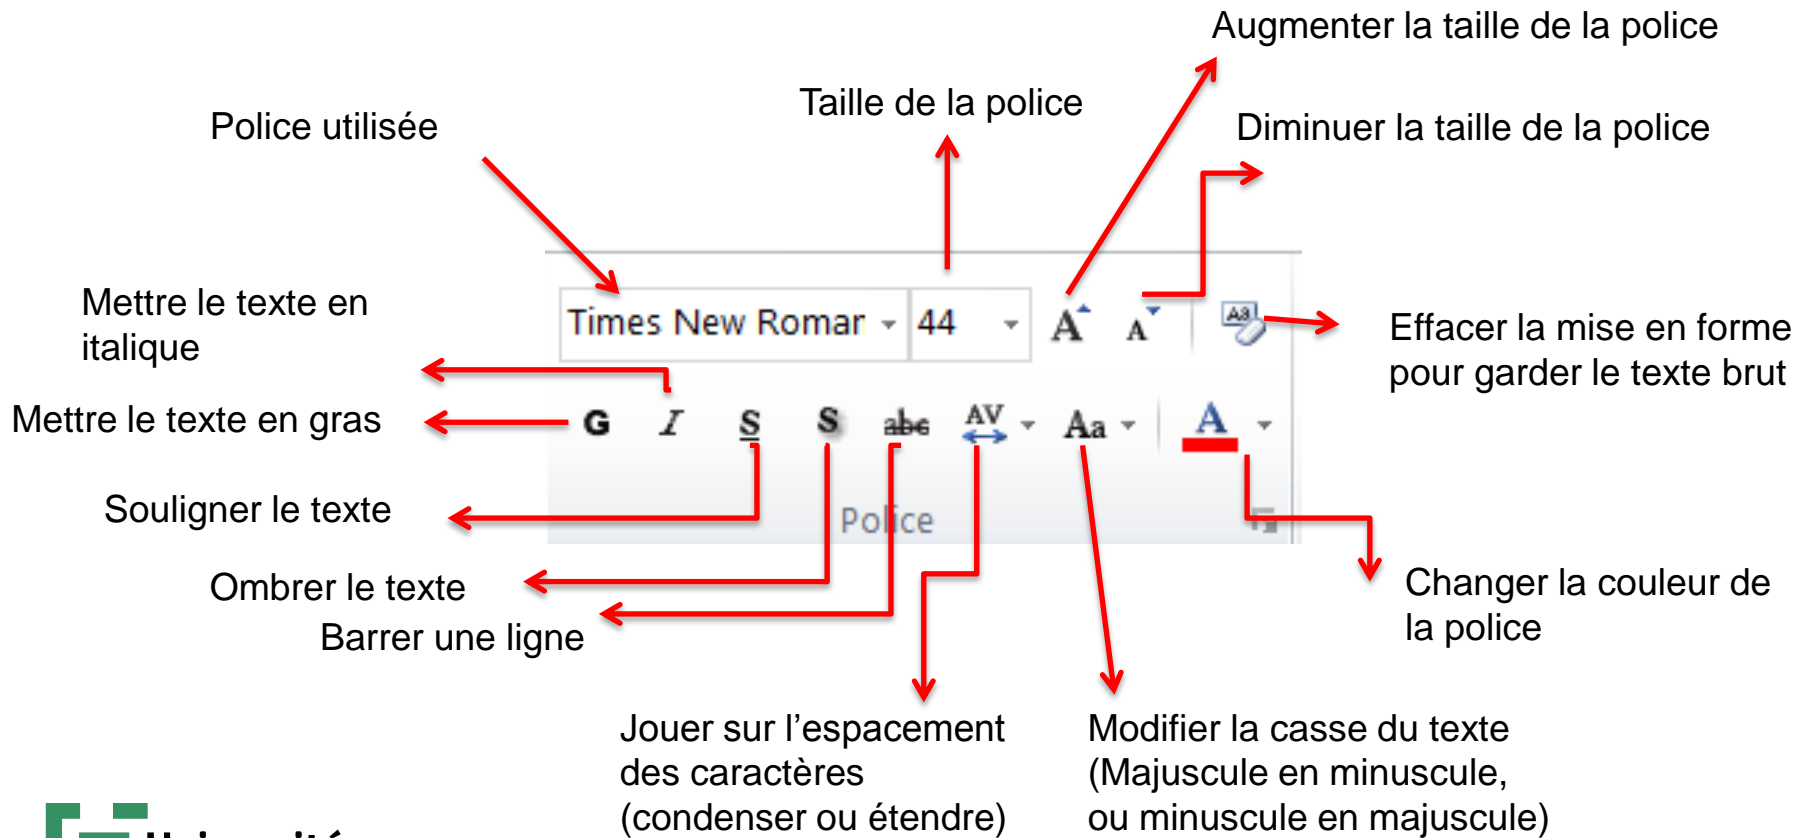 Augmenter la taille de la police
Taille de la police
Police utilisée
Diminuer la taille de la police
Mettre le texte en
italique
Times New Romar
44
A
A
Aa
Effacer la mise en forme
pour garder le texte brut
Mettre le texte en gras
G
I
S
S
abc
AV
Aa
A
Souligner le texte
Police
Ombrer le texte
Changer la couleur de
la police
Barrer une ligne
Jouer sur l’espacement
des caractères
(condenser ou étendre)
Modifier la casse du texte
(Majuscule en minuscule,
ou minuscule en majuscule)
Université